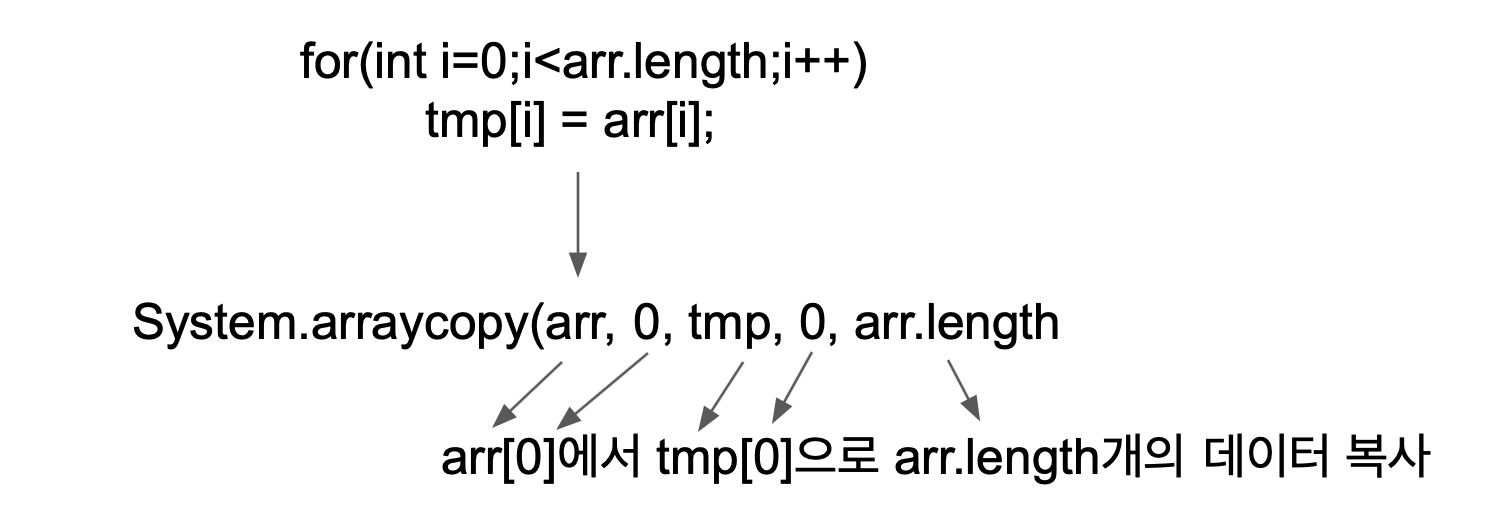 for(int i=0;i<arr.length;i++)
tmp[i] = arr[i];
System.arraycopy(arr, 0, tmp, 0, arr.length
arr[0]에서 tmp[0]으로 arr.length개의 데이터 복사